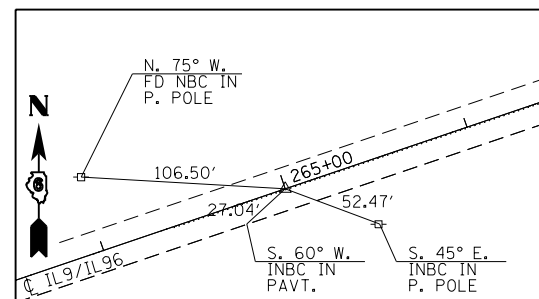 N. 75° W.
FD NBC IN
P. POLE
N
6
106.50'
265+00
27.04'
52.47'
℄ IL9/IL96
S. 60° W.
INBC IN
PAVT.
S. 45° E.
INBC IN
P. POLE